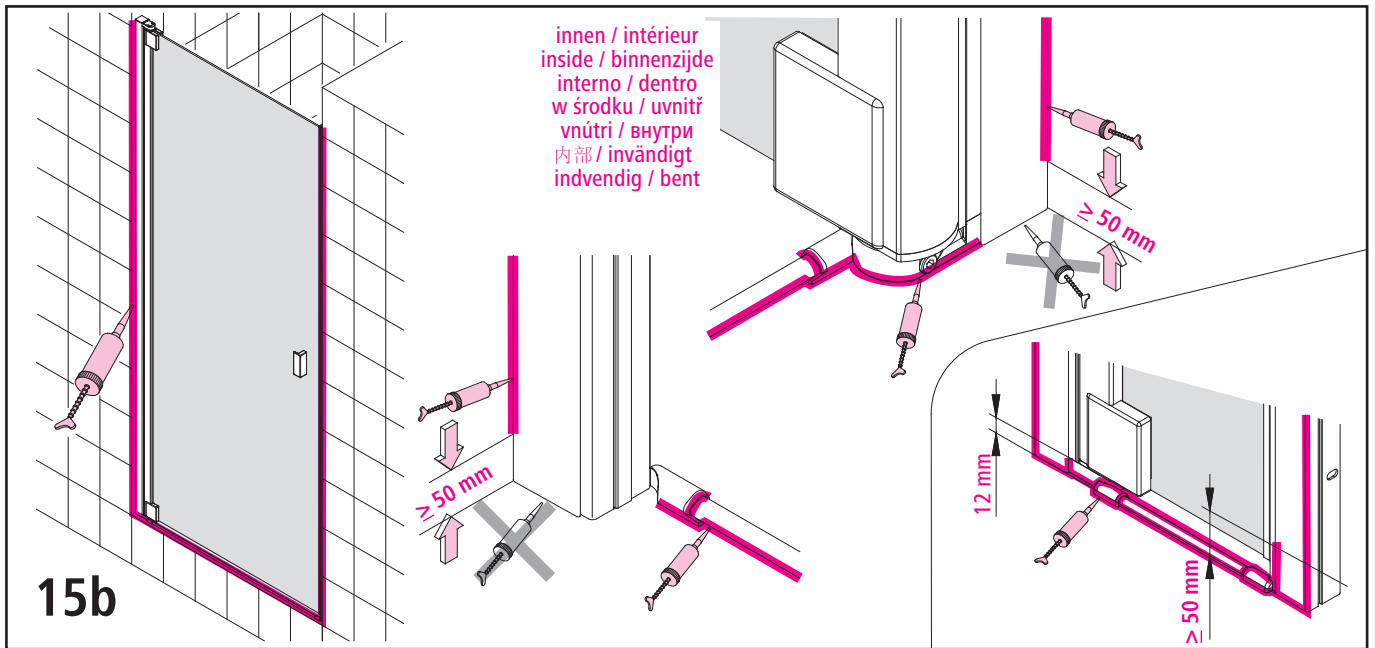 innen / intérieur
inside / binnenzijde
interno / dentro
w środku / uvnitř
vnútri / внутри
内部 / invändigt
indvendig / bent
≥ 50 mm
≥ 50 mm
12 mm
≥ 50 mm
15b